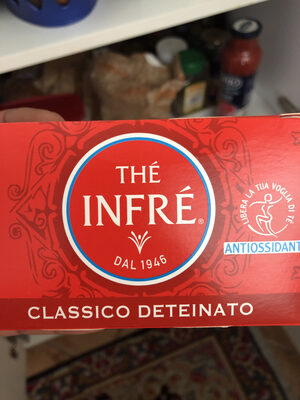 THÉ
INFRÉ®
DAL 1946
LIBERA LA TUA VOGLIA DI TÈ
ANTIOSSIDANT
CLASSICO DETEINATO